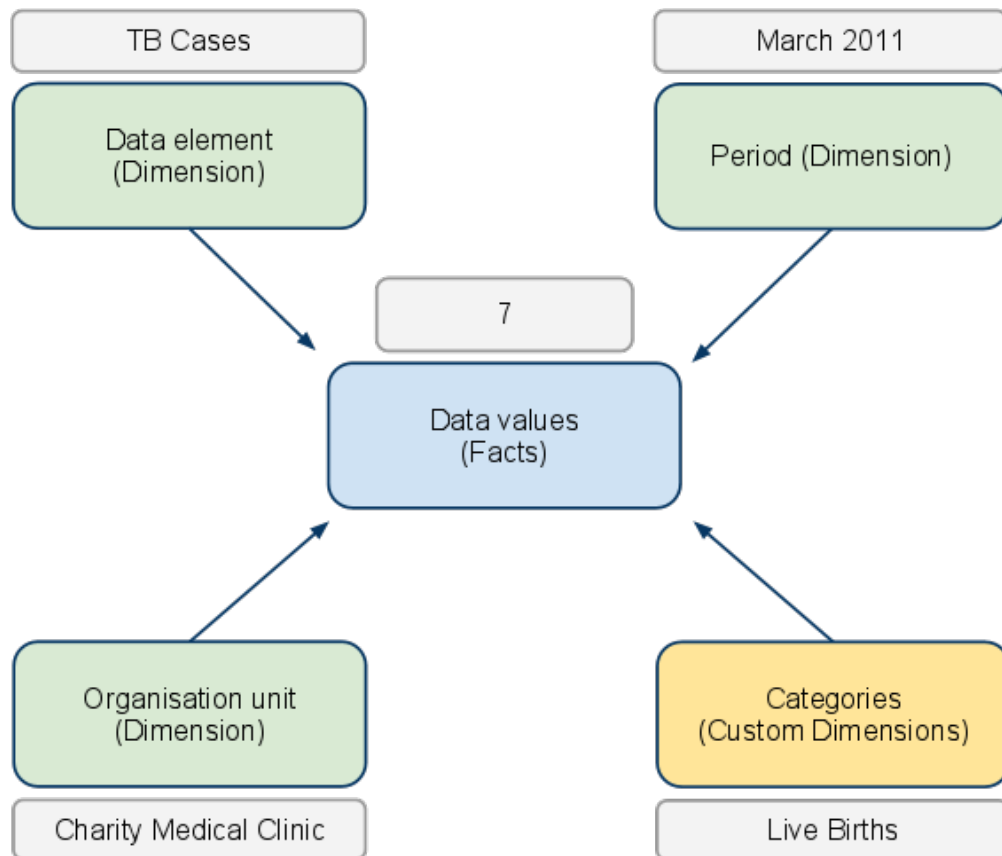 TB Cases
March 2011
Data element
(Dimension)
Period (Dimension)
7
Data values
(Facts)
Organisation unit
(Dimension)
Categories
(Custom Dimensions)
Charity Medical Clinic
Live Births